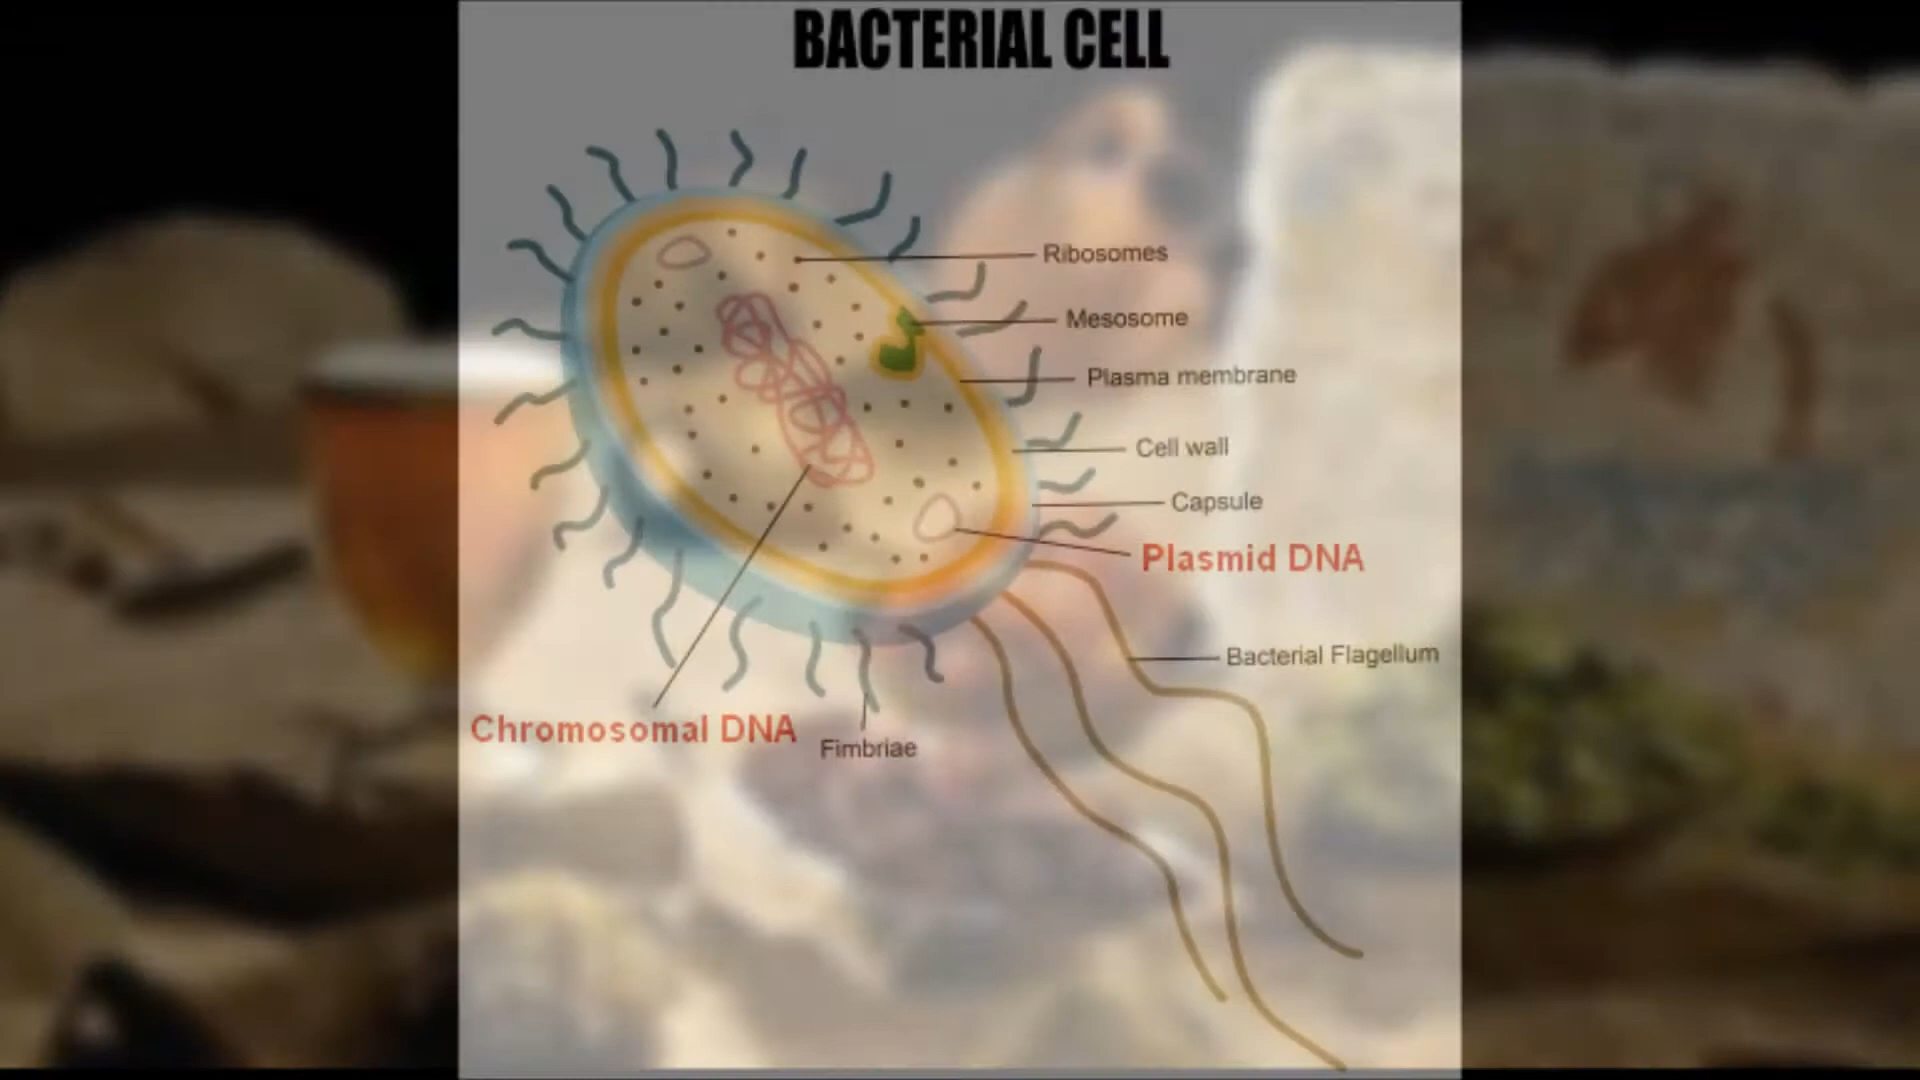 BACTERIAL CELL
Ribosomes
Mesosome
Plasma membrane
Cell wall
Capsule
Plasmid DNA
Bacterial Flagellum
Chromosomal DNA
Fimbriae